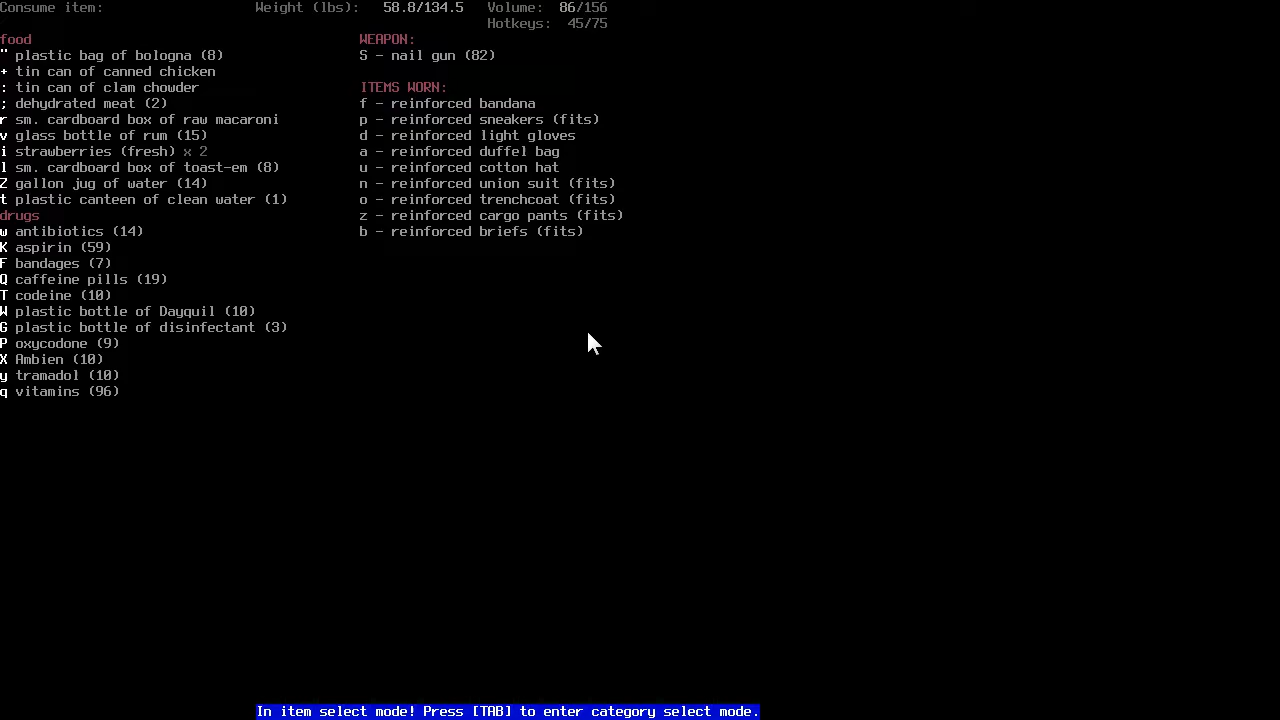 Consume item: Weight (lbs): 58.8/134.5 Volume: 86/156
Hotkeys: 45/75
food
" plastic bag of bologna (8)
+ tin can of canned chicken
: tin can of clam chowder
; dehydrated meat (2)
r sm. cardboard box of raw macaroni
v glass bottle of rum (15)
i strawberries (fresh) x 2
l sm. cardboard box of toast-em (8)
Z gallon jug of water (14)
t plastic canteen of clean water (1)
drugs
w antibiotics (14)
K aspirin (59)
F bandages (7)
Q caffeine pills (19)
T codeine (10)
W plastic bottle of Dayquil (10)
G plastic bottle of disinfectant (3)
P oxycodone (9)
X Ambien (10)
y tramadol (10)
q vitamins (96)
WEAPON:
S - nail gun (82)
ITEMS WORN:
f - reinforced bandana
p - reinforced sneakers (fits)
d - reinforced light gloves
a - reinforced duffel bag
u - reinforced cotton hat
n - reinforced union suit (fits)
o - reinforced trenchcoat (fits)
z - reinforced cargo pants (fits)
b - reinforced briefs (fits)
In item select mode! Press [TAB] to enter category select mode.